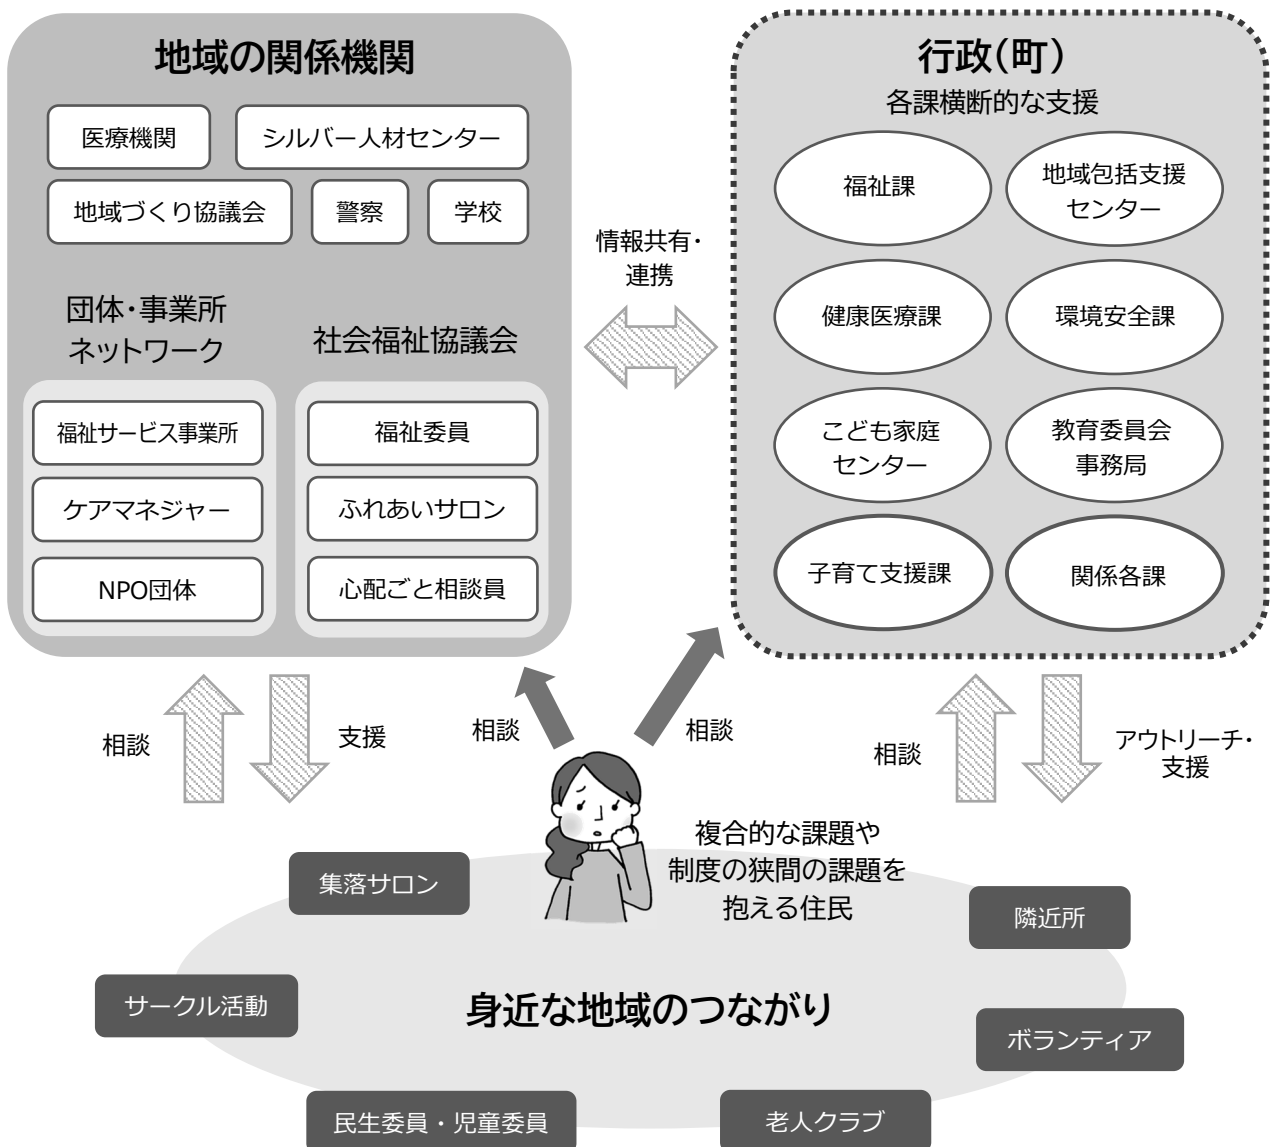 地域の関係機関
医療機関
シルバー人材センター
地域づくり協議会
警察
学校
団体・事業所
ネットワーク
福祉サービス事業所
ケアマネジャー
NPO団体
社会福祉協議会
福祉委員
ふれあいサロン
心配ごと相談員
情報共有・
連携
行政(町)
各課横断的な支援
福祉課
地域包括支援
センター
健康医療課
環境安全課
こども家庭
センター
教育委員会
事務局
子育て支援課
関係各課
相談
支援
相談
相談
相談
アウトリーチ・
支援
複合的な課題や
制度の狭間の課題を
抱える住民
集落サロン
隣近所
サークル活動
身近な地域のつながり
ボランティア
民生委員・児童委員
老人クラブ